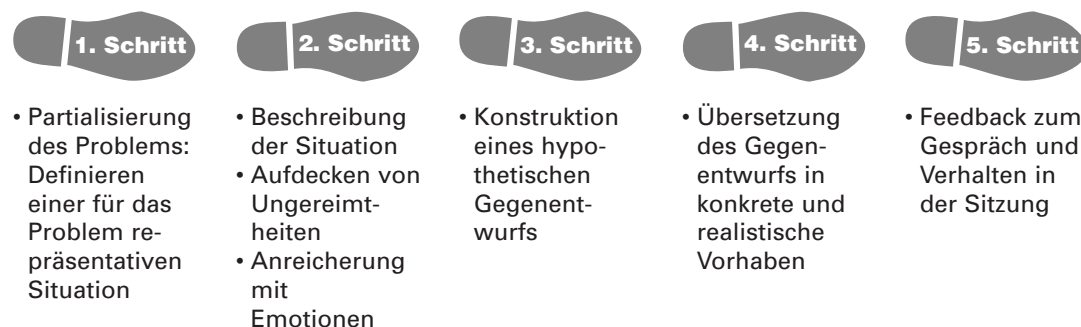 1. Schritt
• Partialisierung
des Problems:
Definieren
einer für das
Problem re-
präsentativen
Situation
2. Schritt
• Beschreibung
der Situation
• Aufdecken von
Ungereimt-
heiten
• Anreicherung
mit
Emotionen
3. Schritt
• Konstruktion
eines hypo-
thetischen
Gegenent-
wurfs
4. Schritt
• Übersetzung
des Gegen-
entwurfs in
konkrete und
realistische
Vorhaben
5. Schritt
• Feedback zum
Gespräch und
Verhalten in
der Sitzung